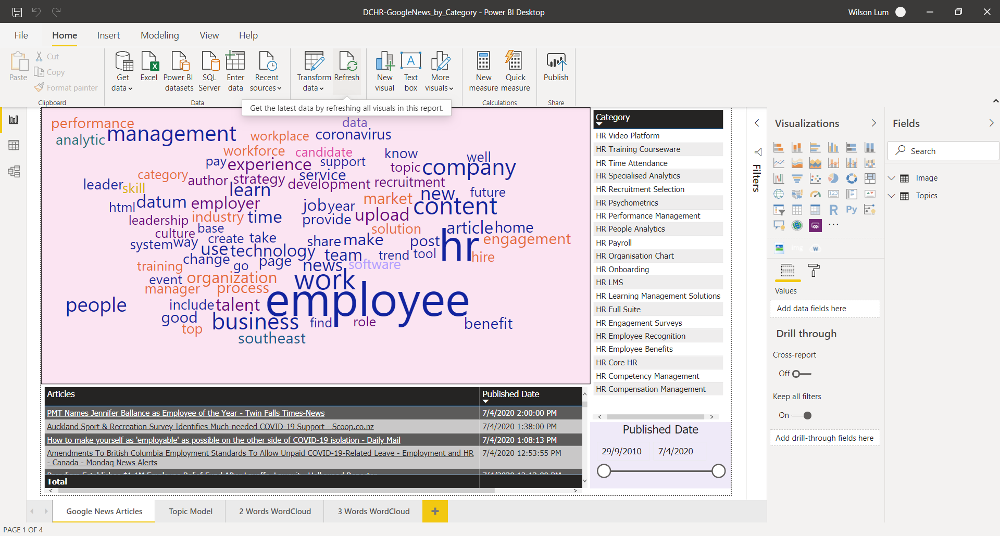 DCHR-GoogleNews_by_Category - Power BI Desktop
Wilson Lum
File Home Insert Modeling View Help
Paste
Cut
Copy
Format painter
Clipboard
Get data
Excel
Power BI datasets
SQL Server
Enter data
Recent sources
Data
Transform data
Refresh
New visual
Text box
More visuals
New measure
Quick measure
Calculations
Publish
Share
Get the latest data by refreshing all visuals in this report.
performance
data
analytic
management
workplace
coronavirus
workforce
candidate
know
well
pay
experience
support
topic
company
category
service
leader
skill
author
strategy
development
recruitment
learn
future
html
datum
employer
job
year
market
new
content
leadership
industry
time
provide
upload
culture
base
solution
article
home
system
way
create
take
share
make
post
hr
engagement
use
technology
team
trend
tool
hire
change
training
go
page
news
software
event
organization
work
manager
process
people
include
talent
employee
good
business
find
role
benefit
top
southeast
Category
HR Video Platform
HR Training Courseware
HR Time Attendance
HR Specialised Analytics
HR Recruitment Selection
HR Psychometrics
HR Performance Management
HR People Analytics
HR Payroll
HR Organisation Chart
HR Onboarding
HR LMS
HR Learning Management Solutions
HR Full Suite
HR Engagement Surveys
HR Employee Recognition
HR Employee Benefits
HR Core HR
HR Competency Management
HR Compensation Management
Articles Published Date
PMT Names Jennifer Ballance as Employee of the Year - Twin Falls Times-News 7/4/2020 2:00:00 PM
Auckland Sport & Recreation Survey Identifies Much-needed COVID-19 Support - Scoop.co.nz 7/4/2020 1:38:00 PM
How to make yourself as 'employable' as possible on the other side of COVID-19 isolation - Daily Mail 7/4/2020 1:08:13 PM
Amendments To British Columbia Employment Standards To Allow Unpaid COVID-19-Related Leave - Employment and HR 7/4/2020 12:53:55 PM
- Canada - Mondaq News Alerts
Total
Published Date
29/9/2010 7/4/2020
Filters
Visualizations
R Py
123
img
W
Values
Add data fields here
Drill through
Cross-report
Off
Keep all filters
On
Add drill-through fields here
Fields
Search
Image
Topics
Google News Articles Topic Model 2 Words WordCloud 3 Words WordCloud +
PAGE 1 OF 4